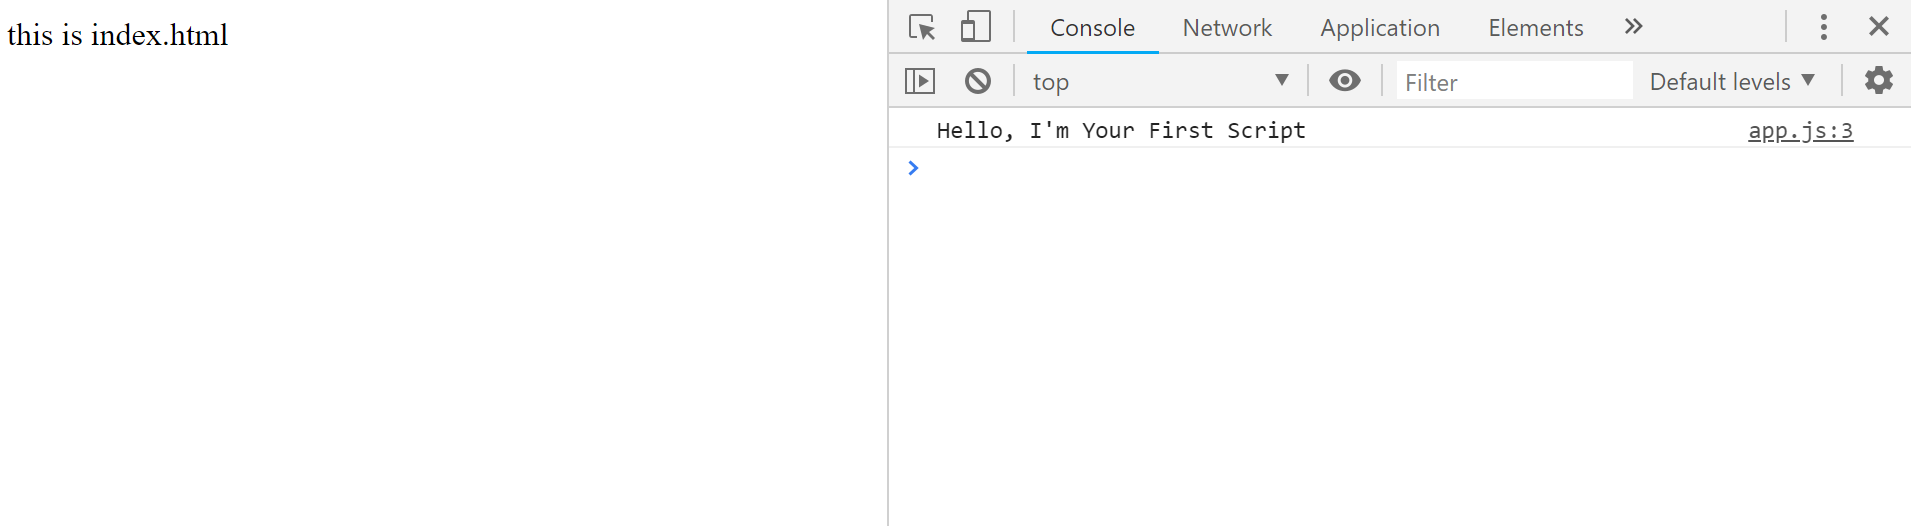 this is index.html
Console Network Application Elements
top Filter Default levels
Hello, I'm Your First Script app.js:3